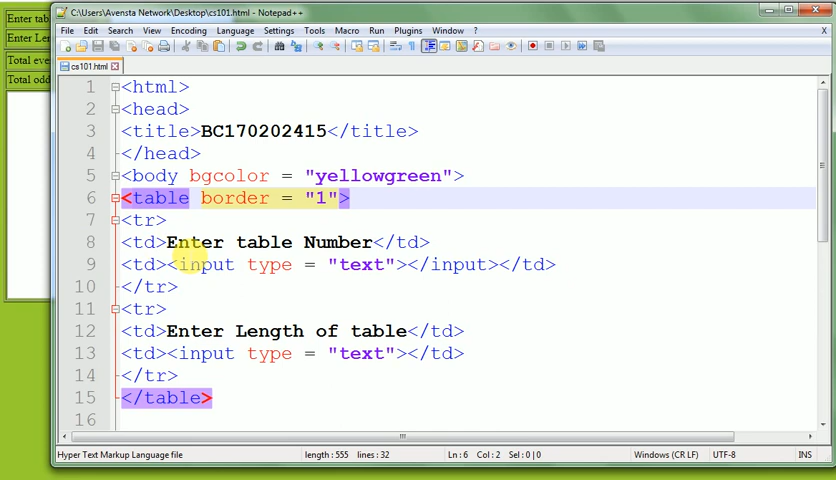 C:\Users\Avensta Network\Desktop\cs101.html - Notepad++
File Edit Search View Encoding Language Settings Tools Macro Run Plugins Window ? X
cs101.html
1 <html>
2 <head>
3 <title>BC170202415</title>
4 </head>
5 <body bgcolor = "yellowgreen">
6 <table border = "1">
7 <tr>
8 <td>Enter table Number</td>
9 <td><input type = "text"></input></td>
10 </tr>
11 <tr>
12 <td>Enter Length of table</td>
13 <td><input type = "text"></td>
14 </tr>
15 </table>
16
Hyper Text Markup Language file length : 555 lines : 32 Ln : 6 Col : 2 Sel : 0 | 0 Windows (CR LF) UTF-8 INS
Enter tab
Enter Len
Total even
Total odd